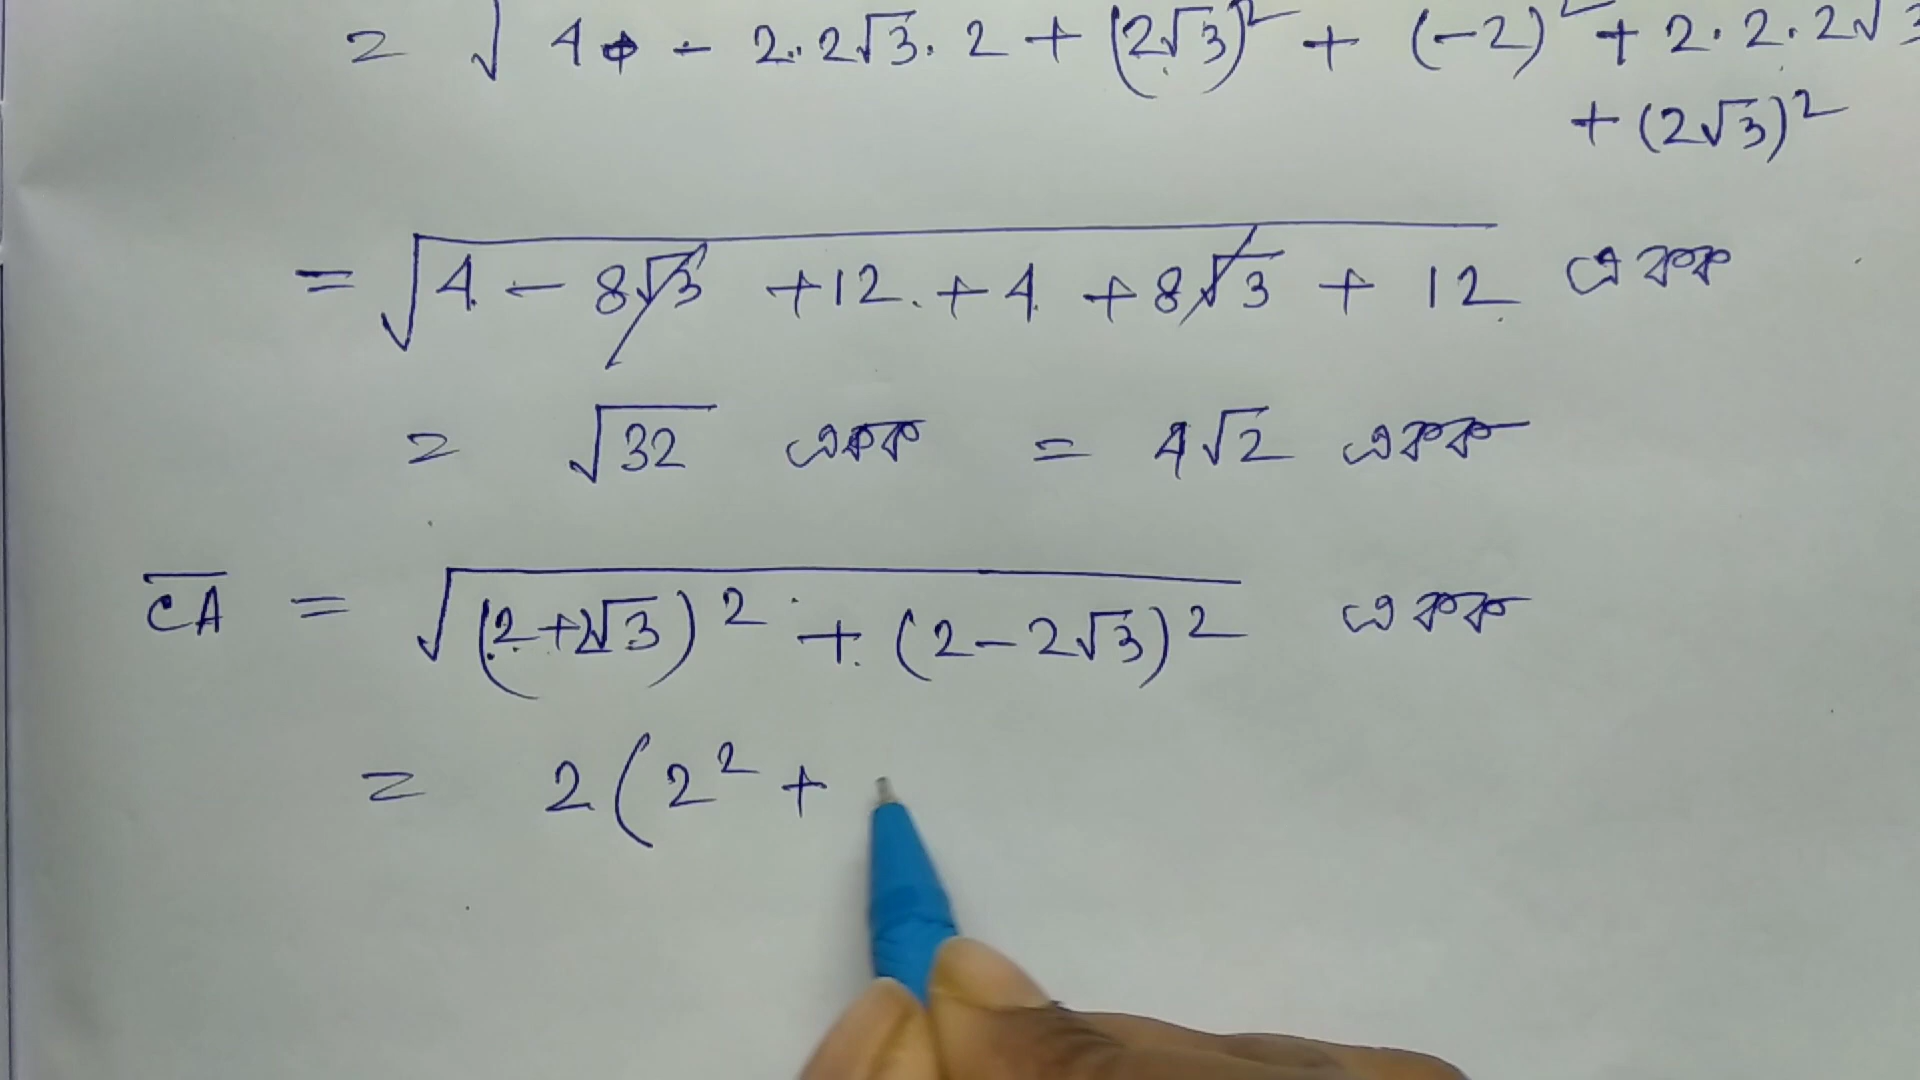 = √ 4 - 2.2√3.2 + (2√3)² + (-2)² + 2.2.2√3
+ (2√3)²
= √4 - 8√3 + 12 + 4 + 8√3 + 12 একক
= √32 একক = 4√2 একক
CA = √(2+2√3)² + (2-2√3)² একক
= 2(2² +